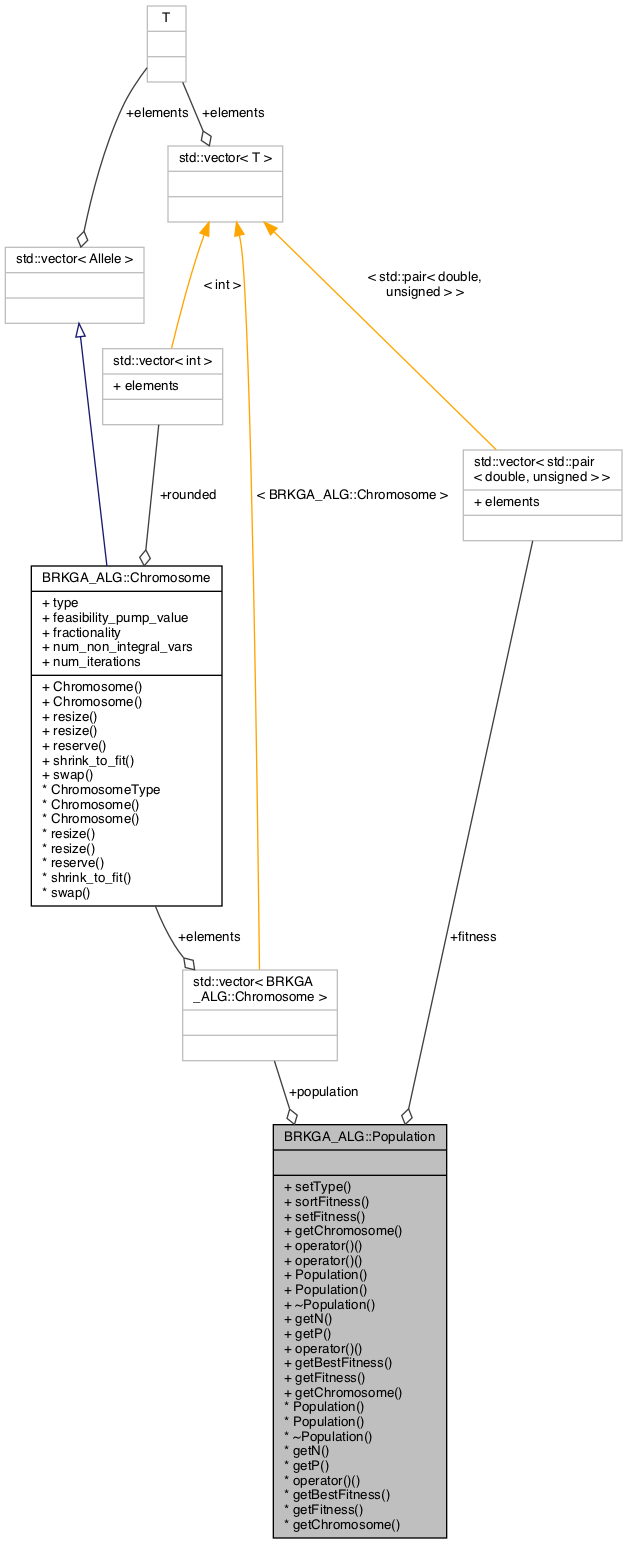 T
+elements
+elements
std::vector< T >
std::vector< Allele >
< int >
< std::pair< double,
unsigned > >
std::vector< int >
+ elements
std::vector< std::pair
< double, unsigned > >
+ elements
+rounded
< BRKGA_ALG::Chromosome >
BRKGA_ALG::Chromosome
+ type
+ feasibility_pump_value
+ fractionality
+ num_non_integral_vars
+ num_iterations
+ Chromosome()
+ Chromosome()
+ resize()
+ resize()
+ reserve()
+ shrink_to_fit()
+ swap()
* ChromosomeType
* Chromosome()
* Chromosome()
* resize()
* resize()
* reserve()
* shrink_to_fit()
* swap()
+elements
+fitness
std::vector< BRKGA
_ALG::Chromosome >
+population
BRKGA_ALG::Population
+ setType()
+ sortFitness()
+ setFitness()
+ getChromosome()
+ operator()()
+ operator()()
+ Population()
+ Population()
+ ~Population()
+ getN()
+ getP()
+ operator()()
+ getBestFitness()
+ getFitness()
+ getChromosome()
* Population()
* Population()
* ~Population()
* getN()
* getP()
* operator()()
* getBestFitness()
* getFitness()
* getChromosome()